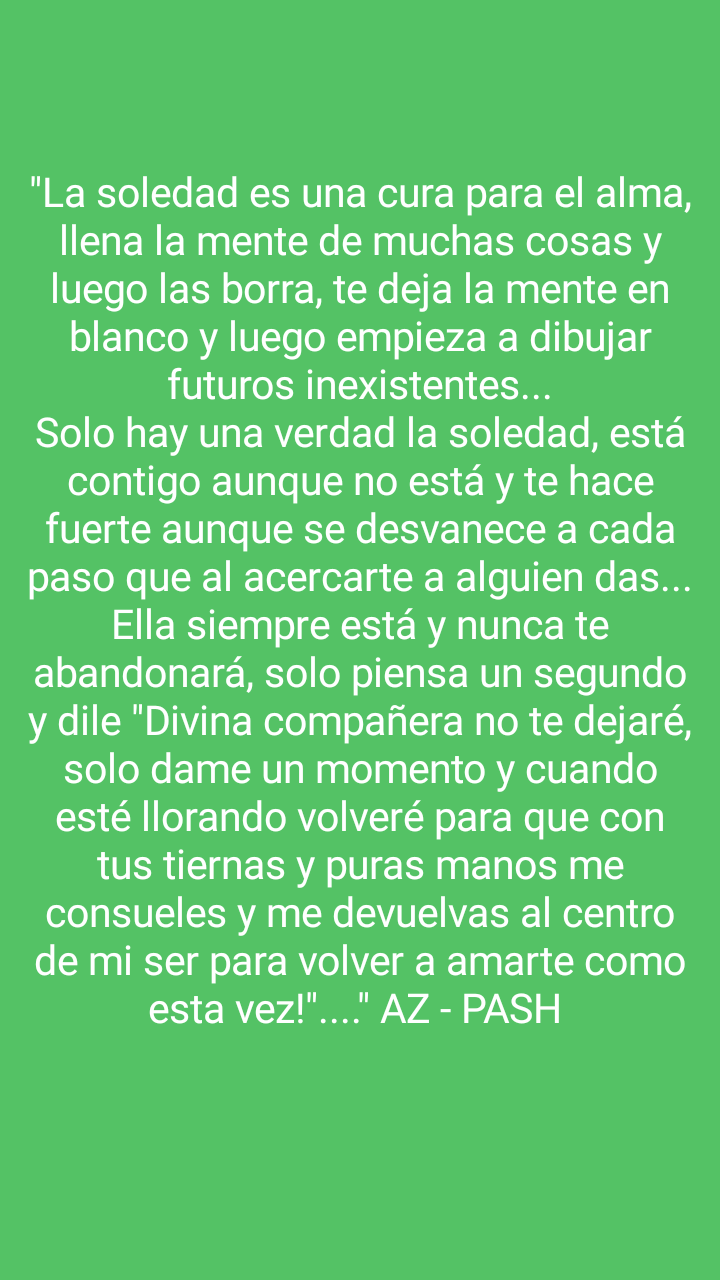 "La soledad es una cura para el alma,
llena la mente de muchas cosas y
luego las borra, te deja la mente en
blanco y luego empieza a dibujar
futuros inexistentes...
Solo hay una verdad la soledad, está
contigo aunque no está y te hace
fuerte aunque se desvanece a cada
paso que al acercarte a alguien das...
Ella siempre está y nunca te
abandonará, solo piensa un segundo
y dile "Divina compañera no te dejaré,
solo dame un momento y cuando
esté llorando volveré para que con
tus tiernas y puras manos me
consueles y me devuelvas al centro
de mi ser para volver a amarte como
esta vez!"...." AZ - PASH